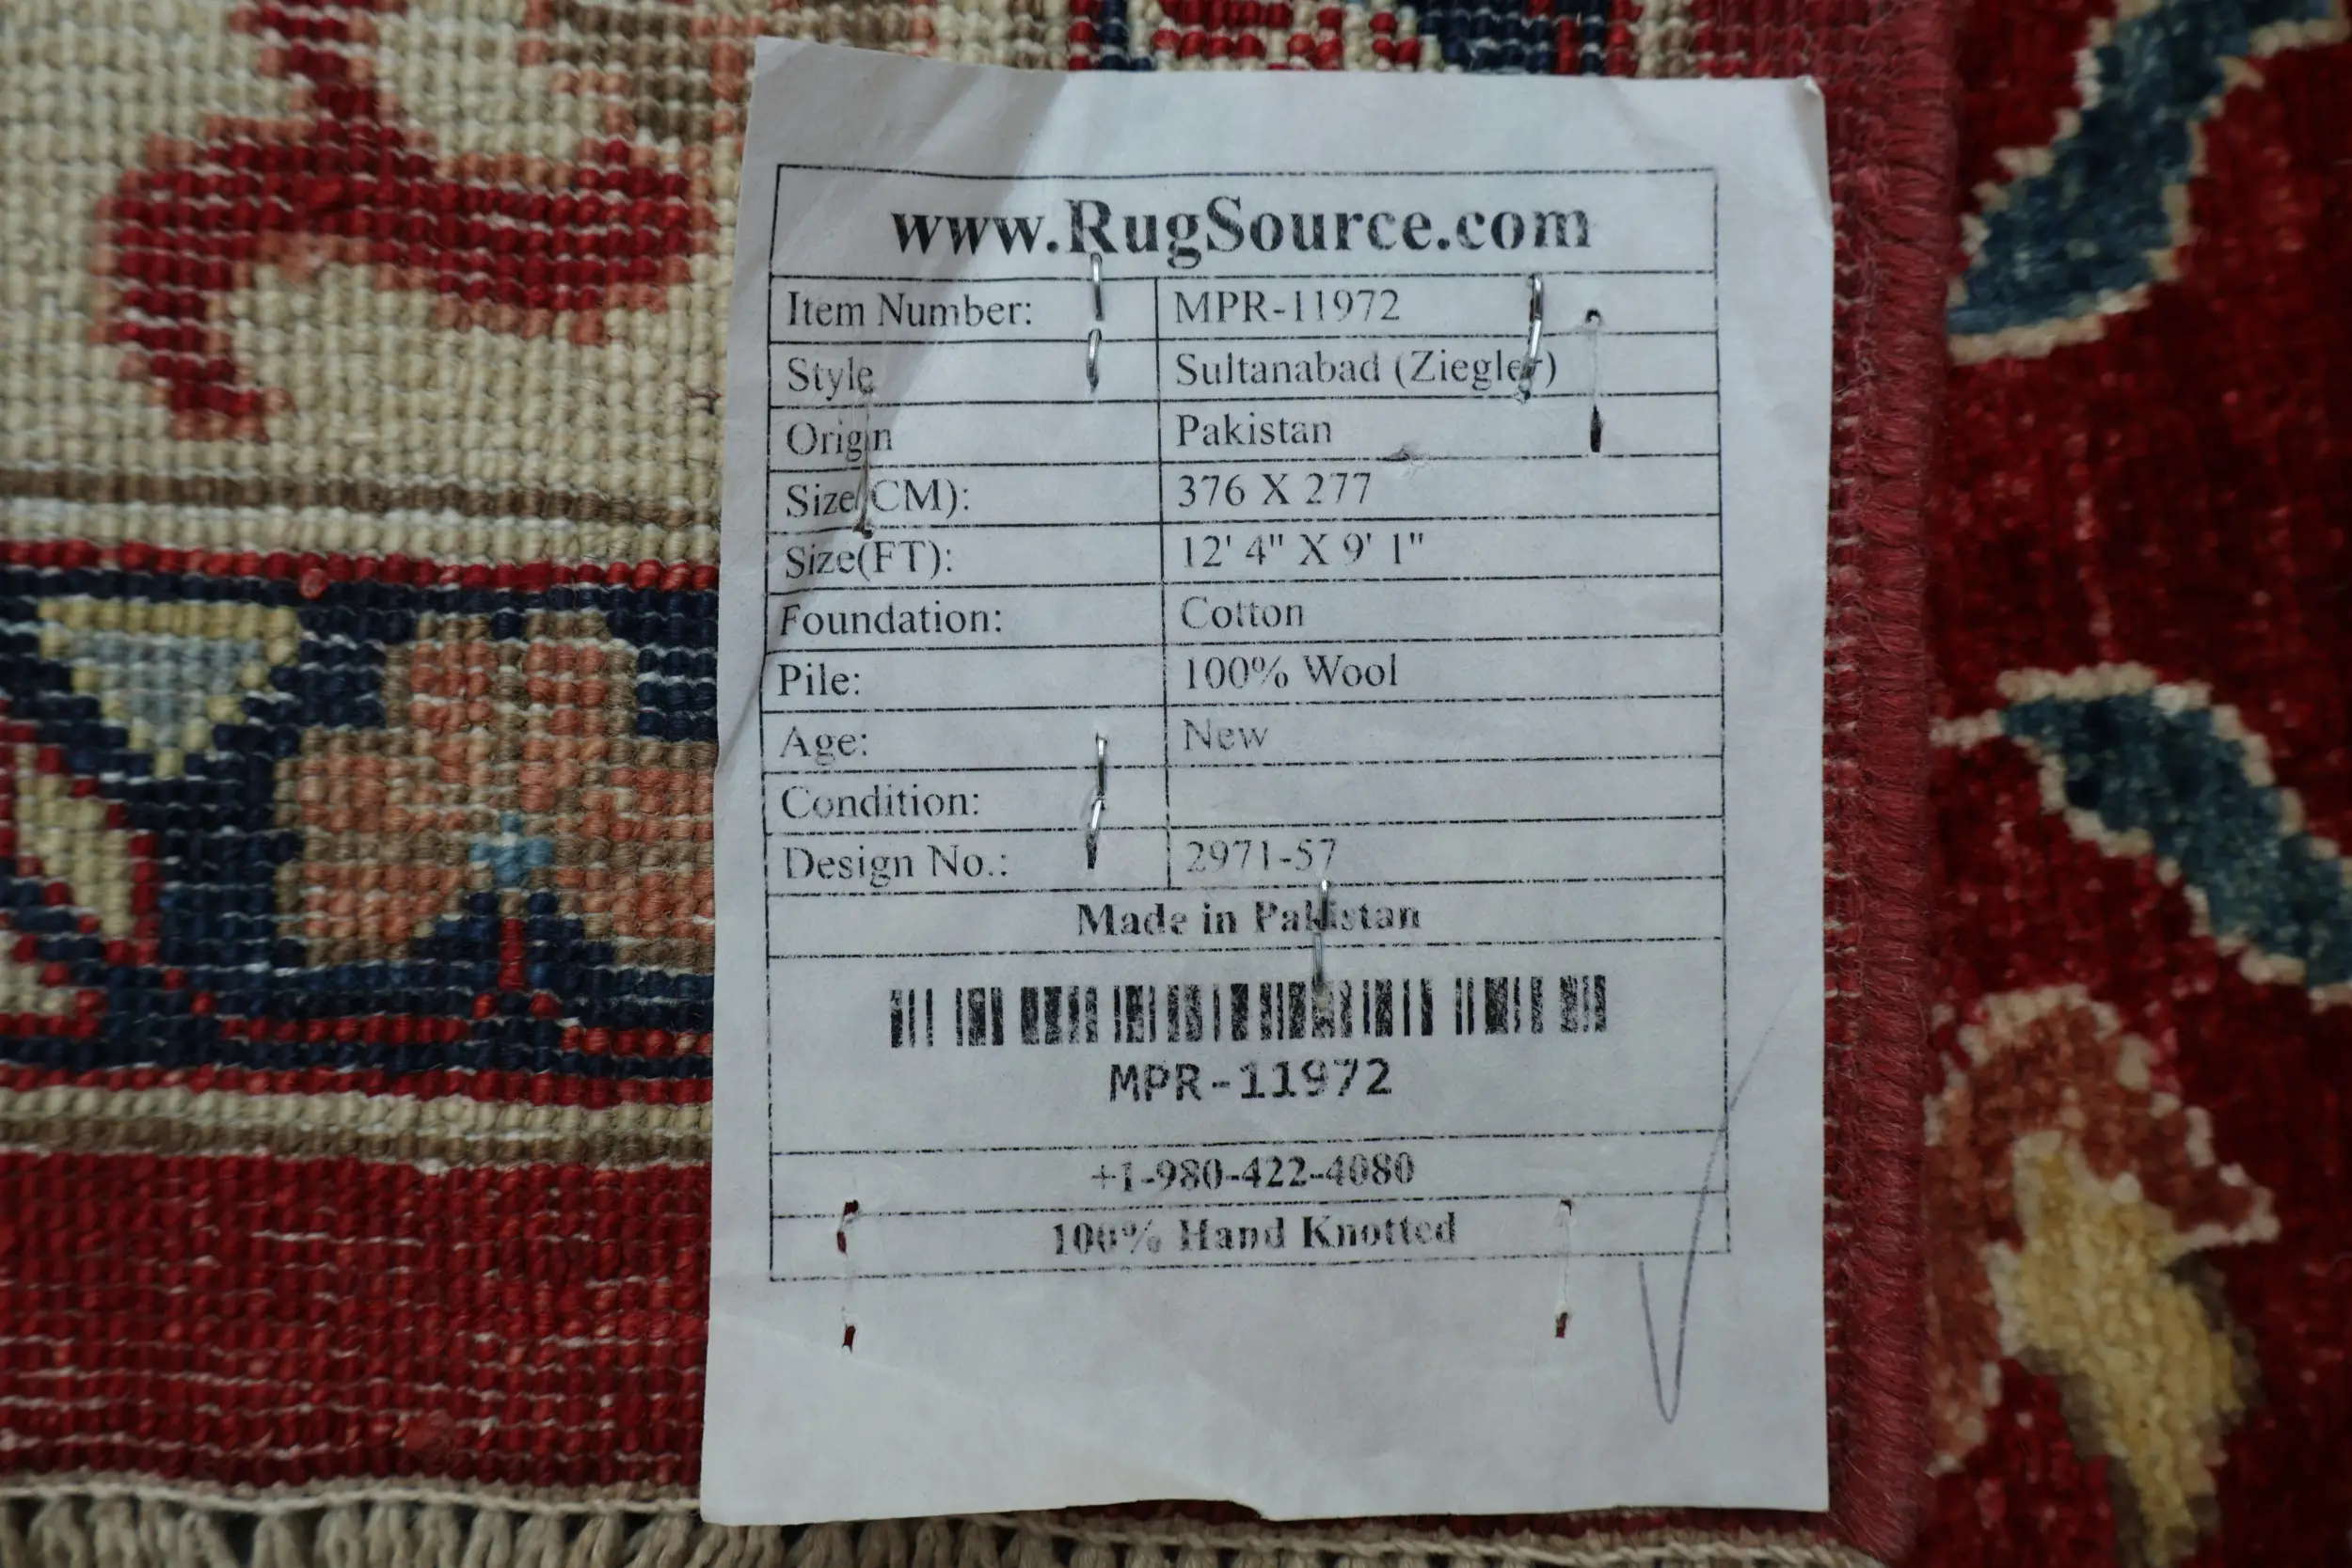 www.RugSource.com
Item Number: MPR-11972
Style Sultanabad (Ziegler)
Origin Pakistan
Size(CM): 376 X 277
Size(FT): 12' 4" X 9' 1"
Foundation: Cotton
Pile: 100% Wool
Age: New
Condition:
Design No.: 2971-57
Made in Pakistan
MPR-11972
+1-980-422-4080
100% Hand Knotted